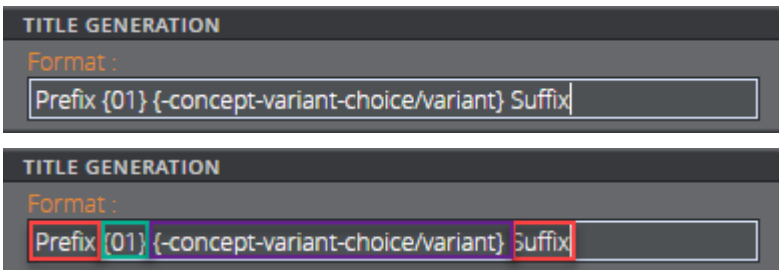 TITLE GENERATION
Format :
Prefix {01} {-concept-variant-choice/variant} Suffix
TITLE GENERATION
Format :
Prefix {01} {-concept-variant-choice/variant} Suffix